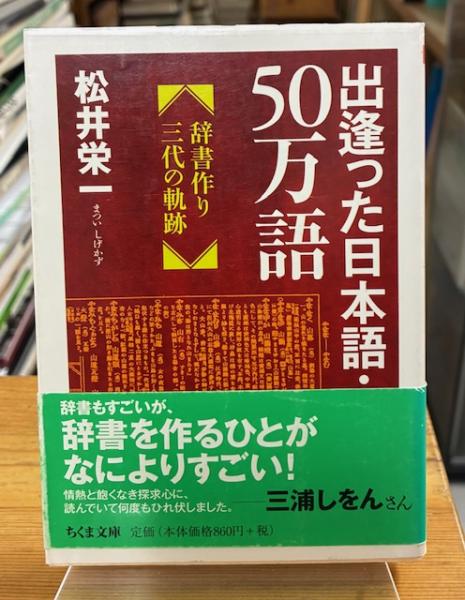 出逢った日本語・
50万語
辞書作り
三代の軌跡
松井栄一
まついしげかず
辞書もすごいが、
辞書を作るひとが
なによりすごい!
情熱と飽くなき探求心に、
読んでいて何度もひれ伏しました。
──三浦しをんさん
ちくま文庫 定価(本体価格860円+税)